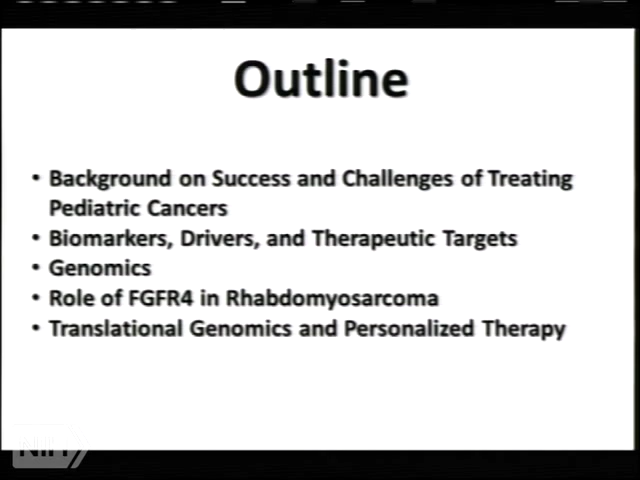 Outline
• Background on Success and Challenges of Treating
Pediatric Cancers
• Biomarkers, Drivers, and Therapeutic Targets
• Genomics
• Role of FGFR4 in Rhabdomyosarcoma
• Translational Genomics and Personalized Therapy
NIH